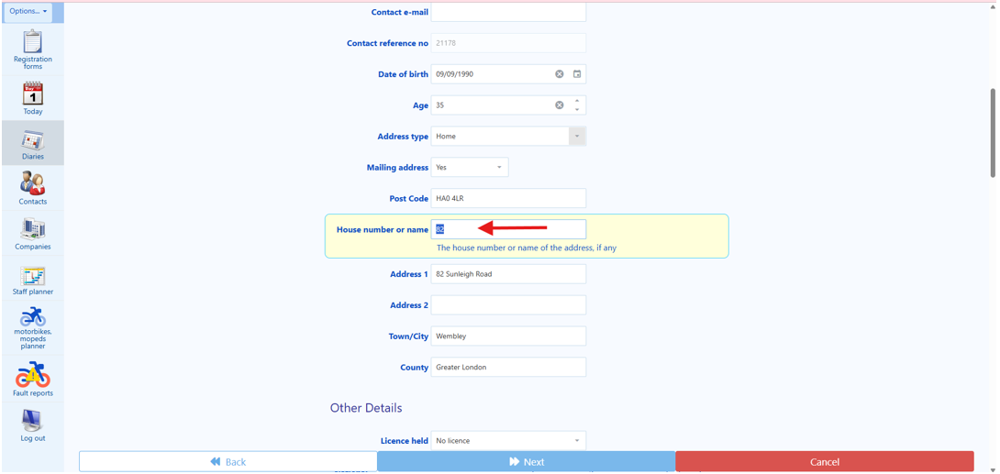 Options...
Registration
forms
Today
Diaries
Contacts
Companies
Staff planner
motorbikes,
mopeds
planner
Fault reports
Log out
Contact e-mail
Contact reference no 21178
Date of birth 09/09/1990
Age 35
Address type Home
Mailing address Yes
Post Code HA0 4LR
House number or name 82
The house number or name of the address, if any
Address 1 82 Sunleigh Road
Address 2
Town/City Wembley
County Greater London
Other Details
Licence held No licence
Back Next Cancel